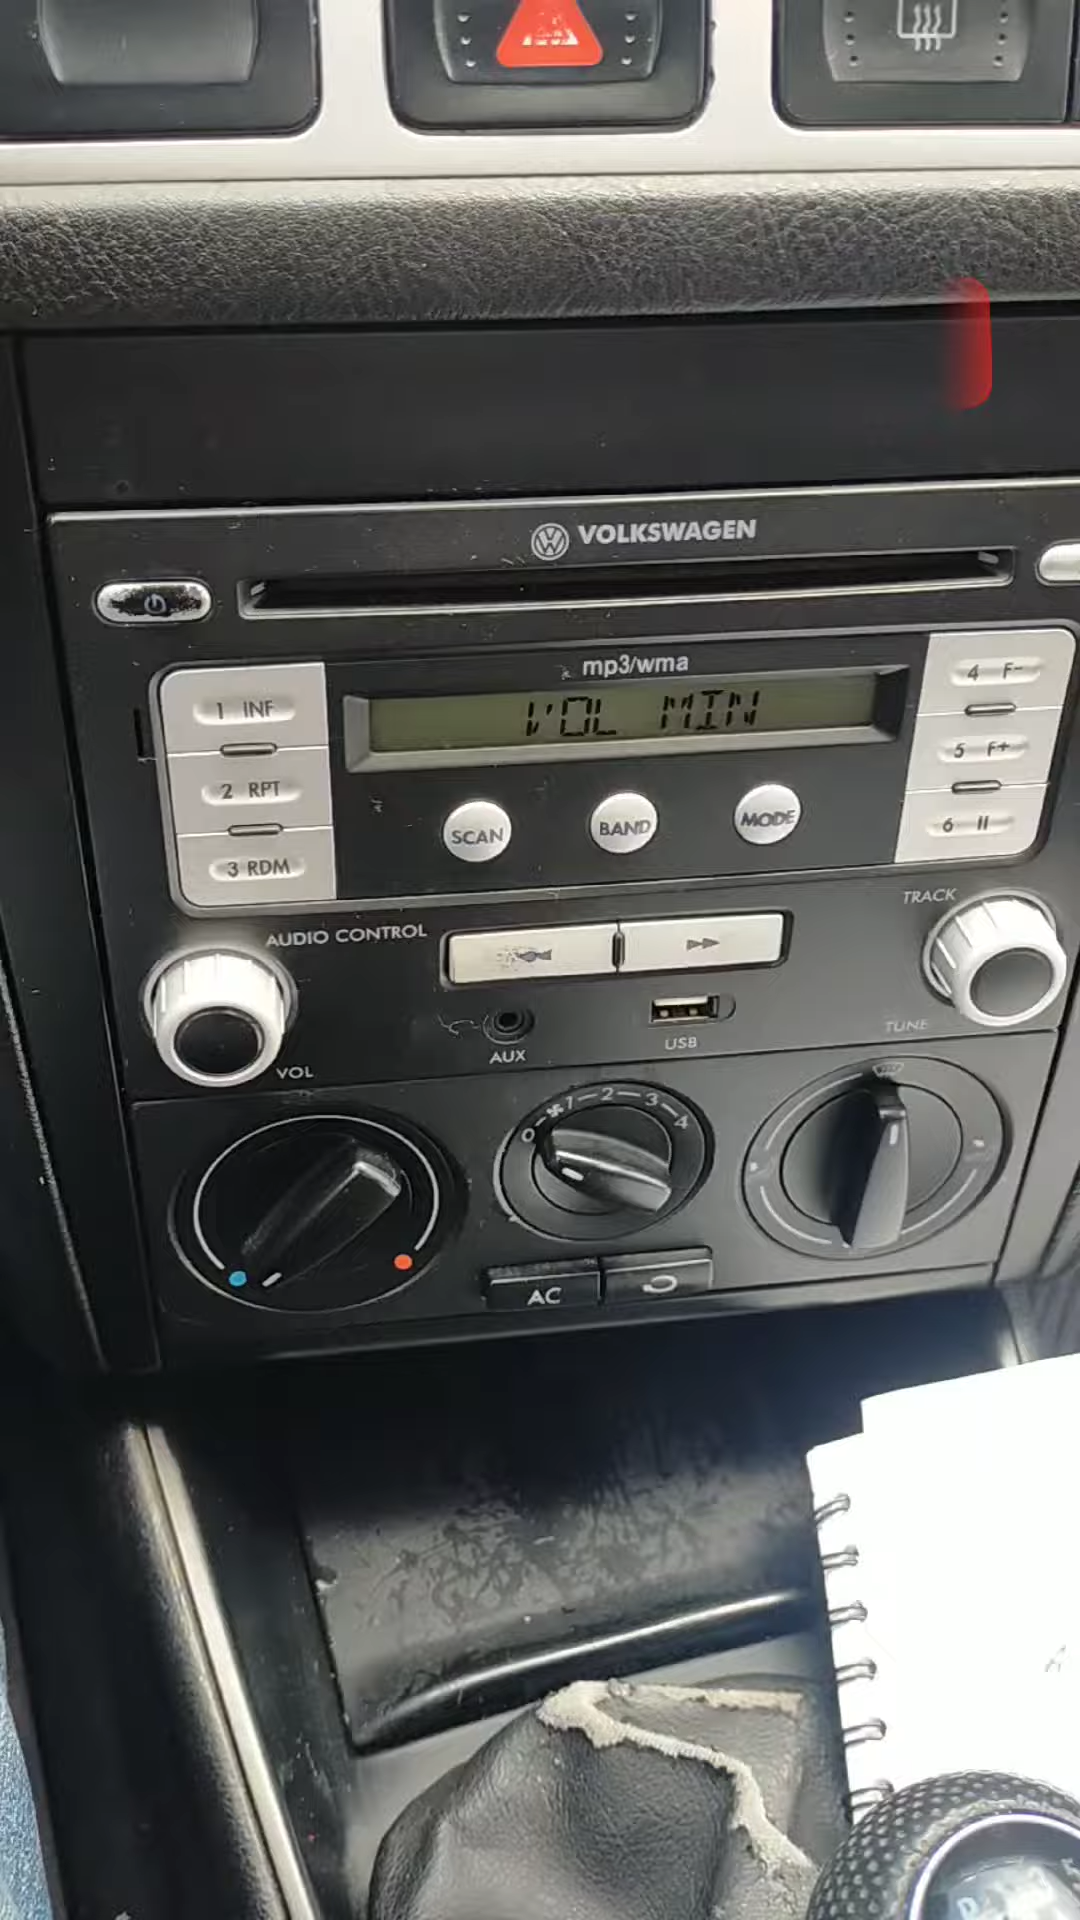 VOLKSWAGEN
mp3/wma
1 INF
VOL MIN
4 F-
2 RPT
5 F+
3 RDM
SCAN
BAND
MODE
6 II
AUDIO CONTROL
TRACK
VOL
AUX
USB
TUNE
0 1 2 3 4
AC